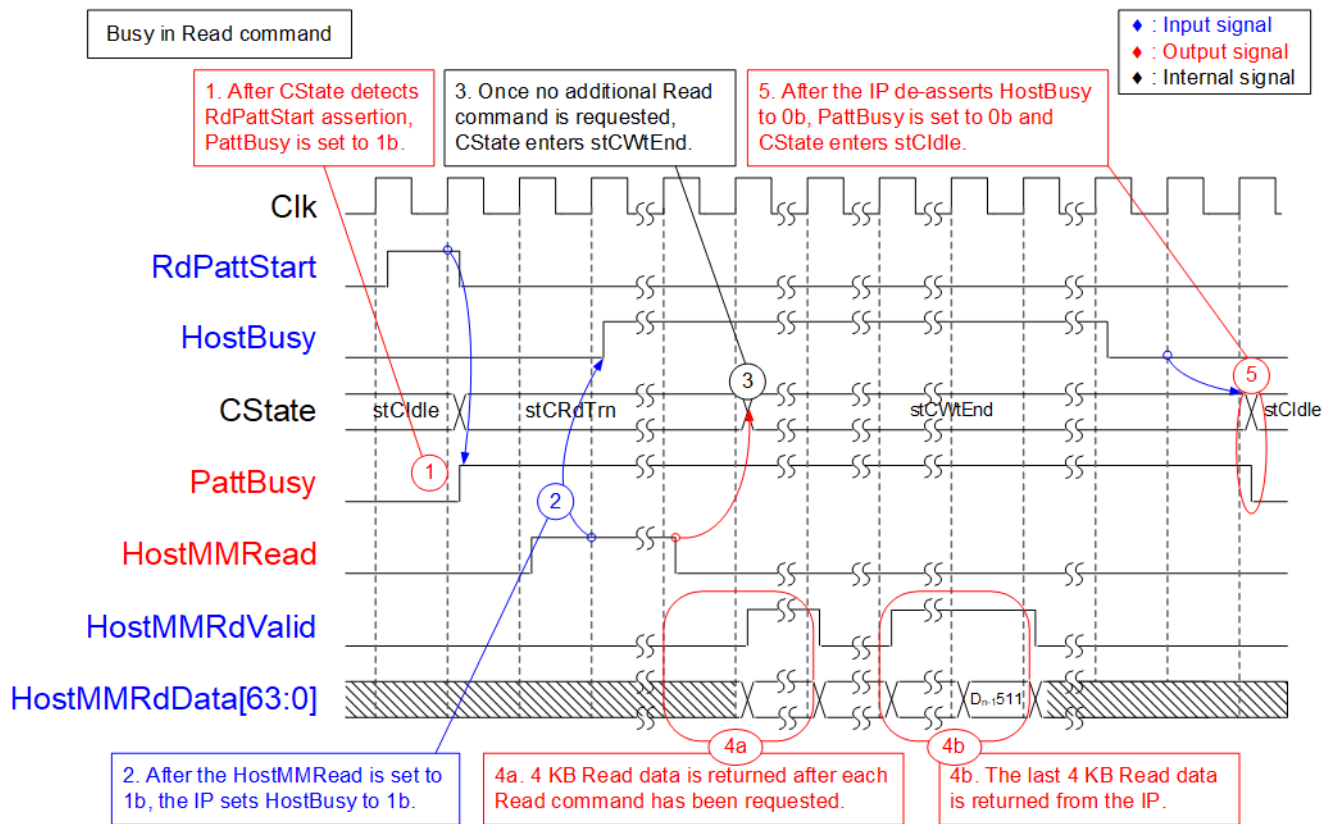 Busy in Read command
♦ : Input signal
♦ : Output signal
♦ : Internal signal
1. After CState detects
RdPattStart assertion,
PattBusy is set to 1b.
3. Once no additional Read
command is requested,
CState enters stCWtEnd.
5. After the IP de-asserts HostBusy
to 0b, PattBusy is set to 0b and
CState enters stCIdle.
Clk
RdPattStart
HostBusy
CState
stCIdle
stCRdTrn
3
stCWtEnd
5
stCIdle
PattBusy
1
2
HostMMRead
HostMMRdValid
HostMMRdData[63:0]
Dn-1511
4a
4b
2. After the HostMMRead is set to
1b, the IP sets HostBusy to 1b.
4a. 4 KB Read data is returned after each
Read command has been requested.
4b. The last 4 KB Read data
is returned from the IP.